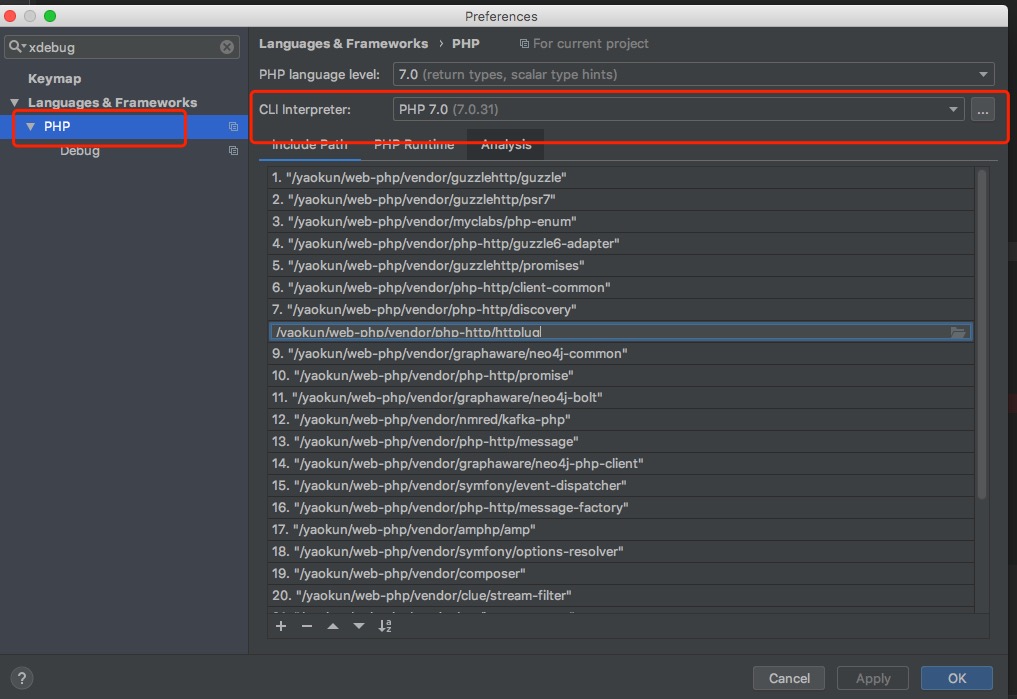 Preferences
xdebug
Keymap
Languages & Frameworks
PHP
Debug
Languages & Frameworks › PHP
For current project
PHP language level: 7.0 (return types, scalar type hints)
CLI Interpreter: PHP 7.0 (7.0.31) ...
Include Path PHP Runtime Analysis
1. "/yaokun/web-php/vendor/guzzlehttp/guzzle"
2. "/yaokun/web-php/vendor/guzzlehttp/psr7"
3. "/yaokun/web-php/vendor/myclabs/php-enum"
4. "/yaokun/web-php/vendor/php-http/guzzle6-adapter"
5. "/yaokun/web-php/vendor/guzzlehttp/promises"
6. "/yaokun/web-php/vendor/php-http/client-common"
7. "/yaokun/web-php/vendor/php-http/discovery"
/yaokun/web-php/vendor/php-http/httplug
9. "/yaokun/web-php/vendor/graphaware/neo4j-common"
10. "/yaokun/web-php/vendor/php-http/promise"
11. "/yaokun/web-php/vendor/graphaware/neo4j-bolt"
12. "/yaokun/web-php/vendor/nmred/kafka-php"
13. "/yaokun/web-php/vendor/php-http/message"
14. "/yaokun/web-php/vendor/graphaware/neo4j-php-client"
15. "/yaokun/web-php/vendor/symfony/event-dispatcher"
16. "/yaokun/web-php/vendor/php-http/message-factory"
17. "/yaokun/web-php/vendor/amphp/amp"
18. "/yaokun/web-php/vendor/symfony/options-resolver"
19. "/yaokun/web-php/vendor/composer"
20. "/yaokun/web-php/vendor/clue/stream-filter"
? Cancel Apply OK